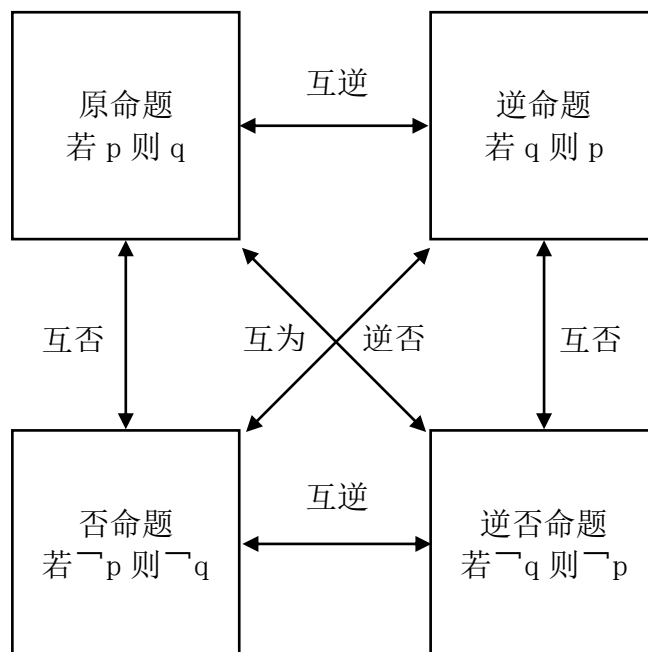 原命题
若 p 则 q
互逆
逆命题
若 q 则 p
互否
互为
逆否
互否
否命题
若￢p 则￢q
互逆
逆否命题
若￢q 则￢p